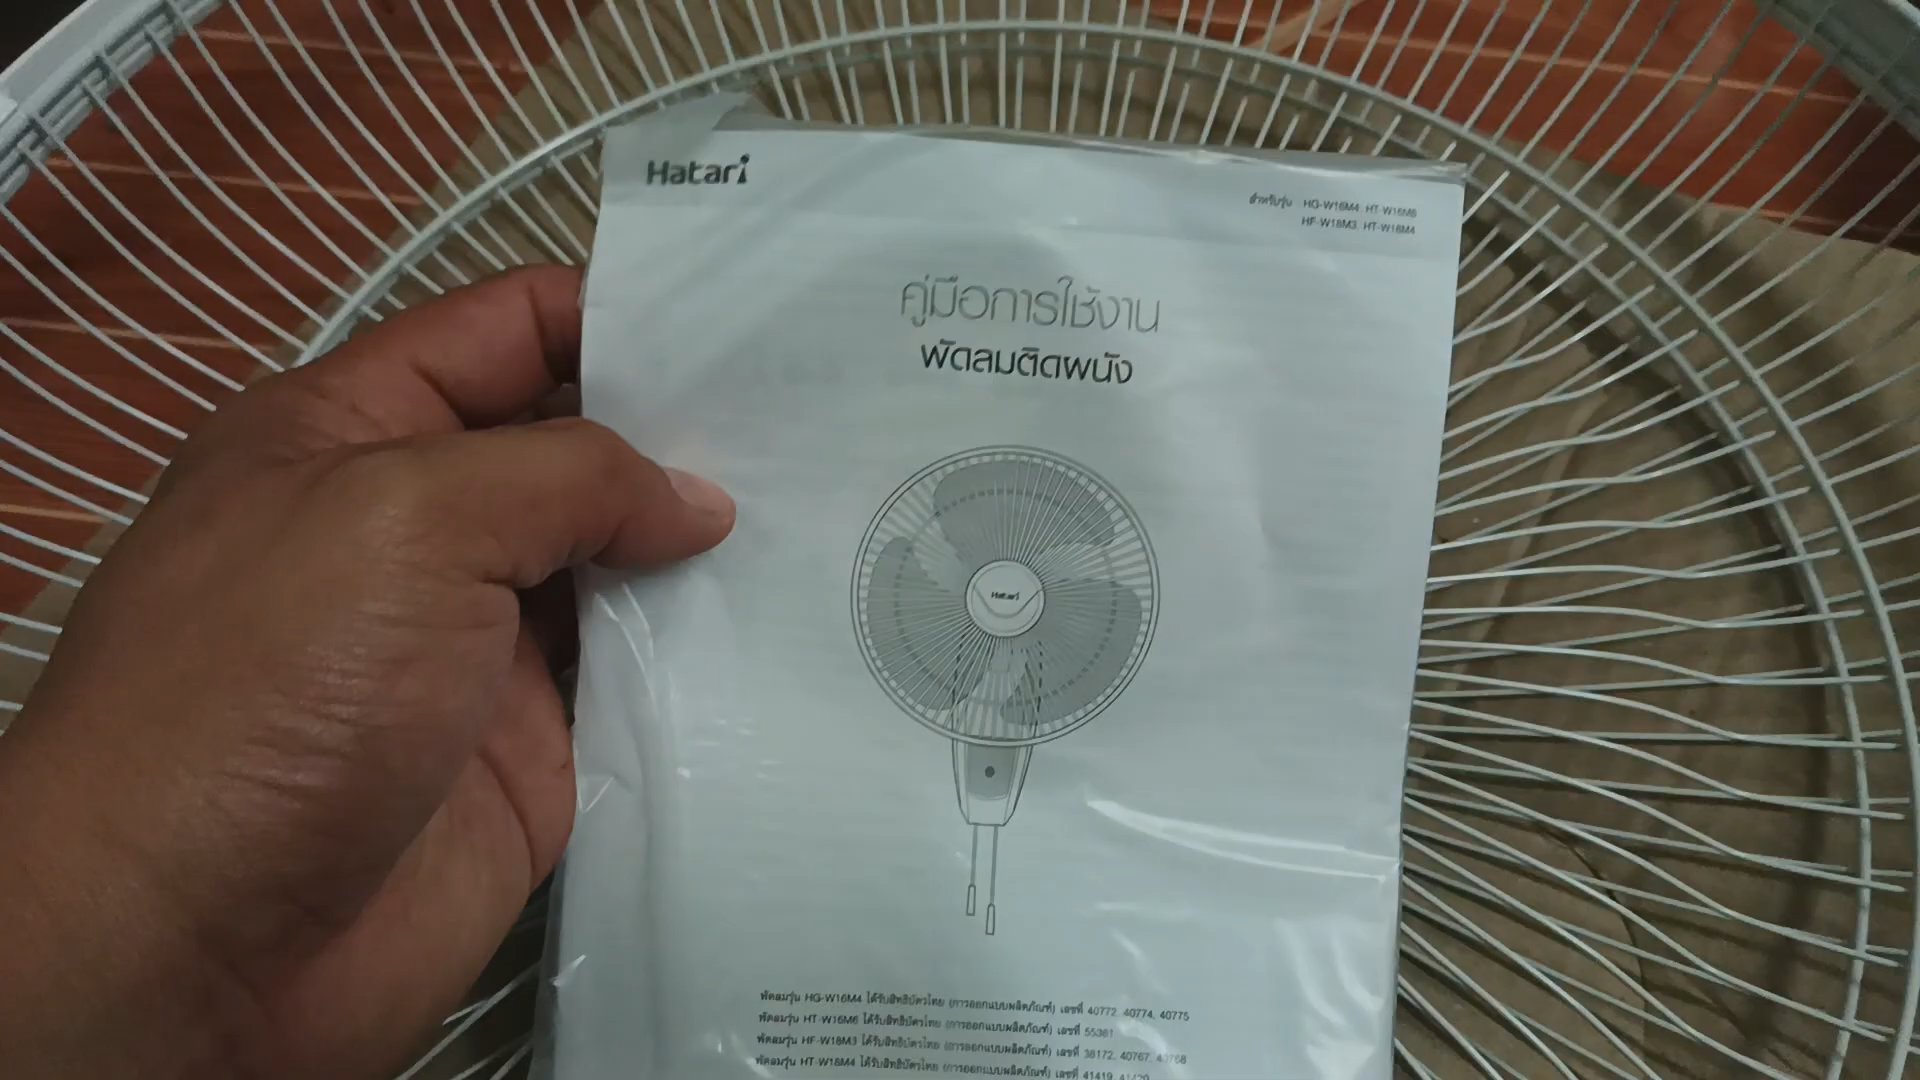 Hatari
สำหรับรุ่น HG-W16M4 HT-W16M6
HF-W18M3 HT-W18M4
คู่มือการใช้งาน
พัดลมติดผนัง
Hatari
พัดลมรุ่น HG-W16M4 ได้รับสิทธิบัตรไทย (การออกแบบผลิตภัณฑ์) เลขที่ 40772, 40774, 40775
พัดลมรุ่น HT-W16M6 ได้รับสิทธิบัตรไทย (การออกแบบผลิตภัณฑ์) เลขที่ 55361
พัดลมรุ่น HF-W18M3 ได้รับสิทธิบัตรไทย (การออกแบบผลิตภัณฑ์) เลขที่ 38172, 40767, 40768
พัดลมรุ่น HT-W18M4 ได้รับสิทธิบัตรไทย (การออกแบบผลิตภัณฑ์) เลขที่ 41419,